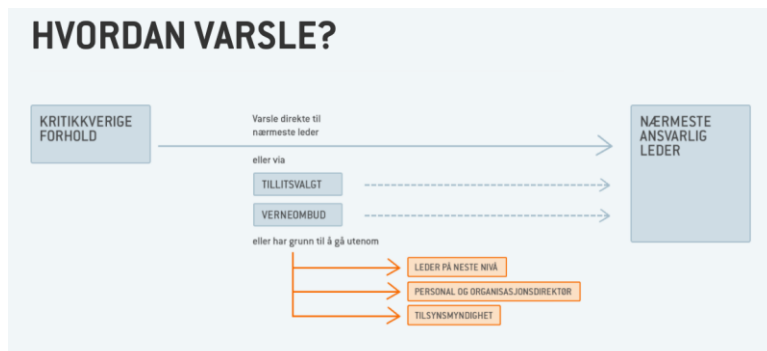 HVORDAN VARSLE?
KRITIKKVERIGE
FORHOLD
Varsle direkte til
nærmeste leder
eller via
TILLITSVALGT
VERNEOMBUD
eller har grunn til å gå utenom
LEDER PÅ NESTE NIVÅ
PERSONAL OG ORGANISASJONSDIREKTØR
TILSYNSMYNDIGHET
NÆRMESTE
ANSVARLIG
LEDER